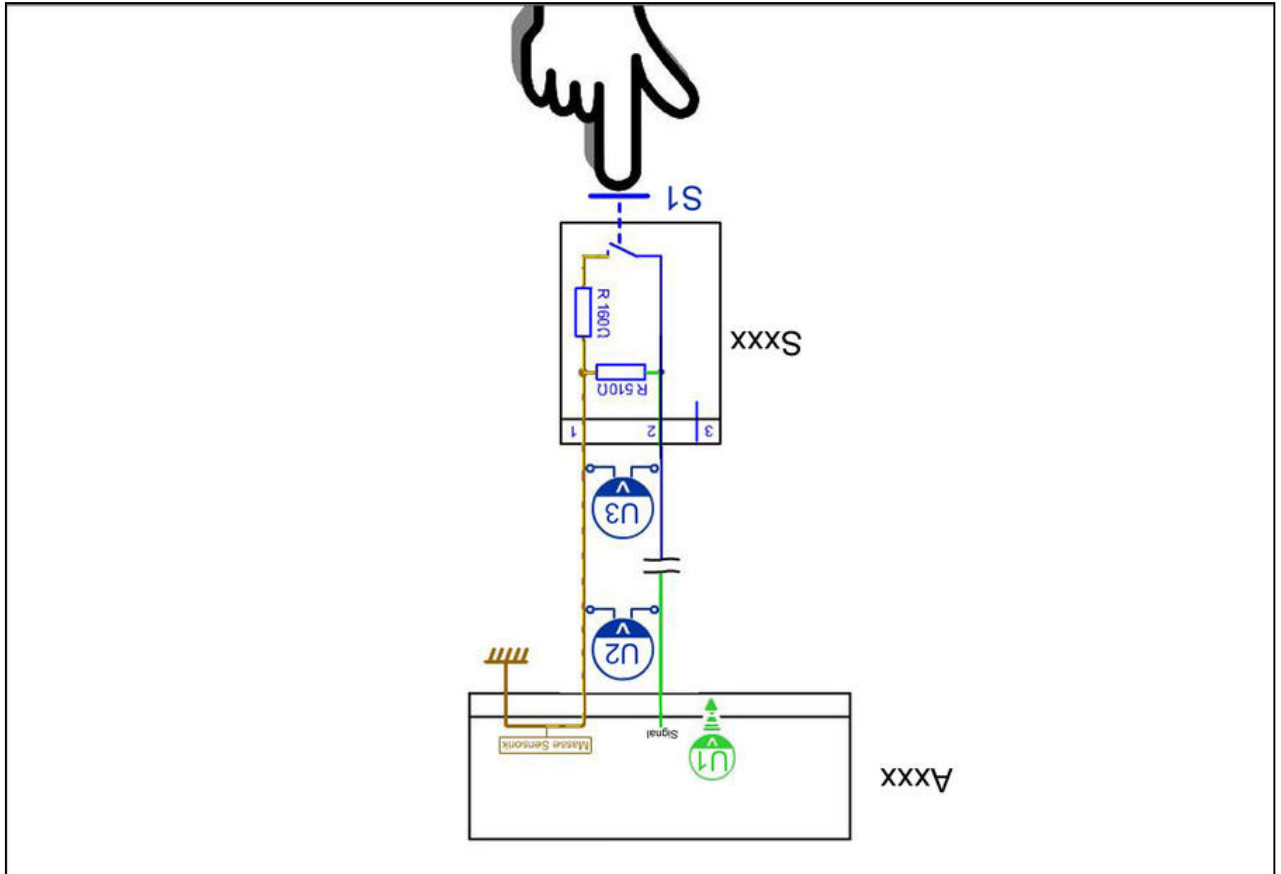 Axxx
U1
V
Signal
Masse Sensorik
U2
V
U3
V
3 2 1
R 510Ω
Sxxx
R 160Ω
S1